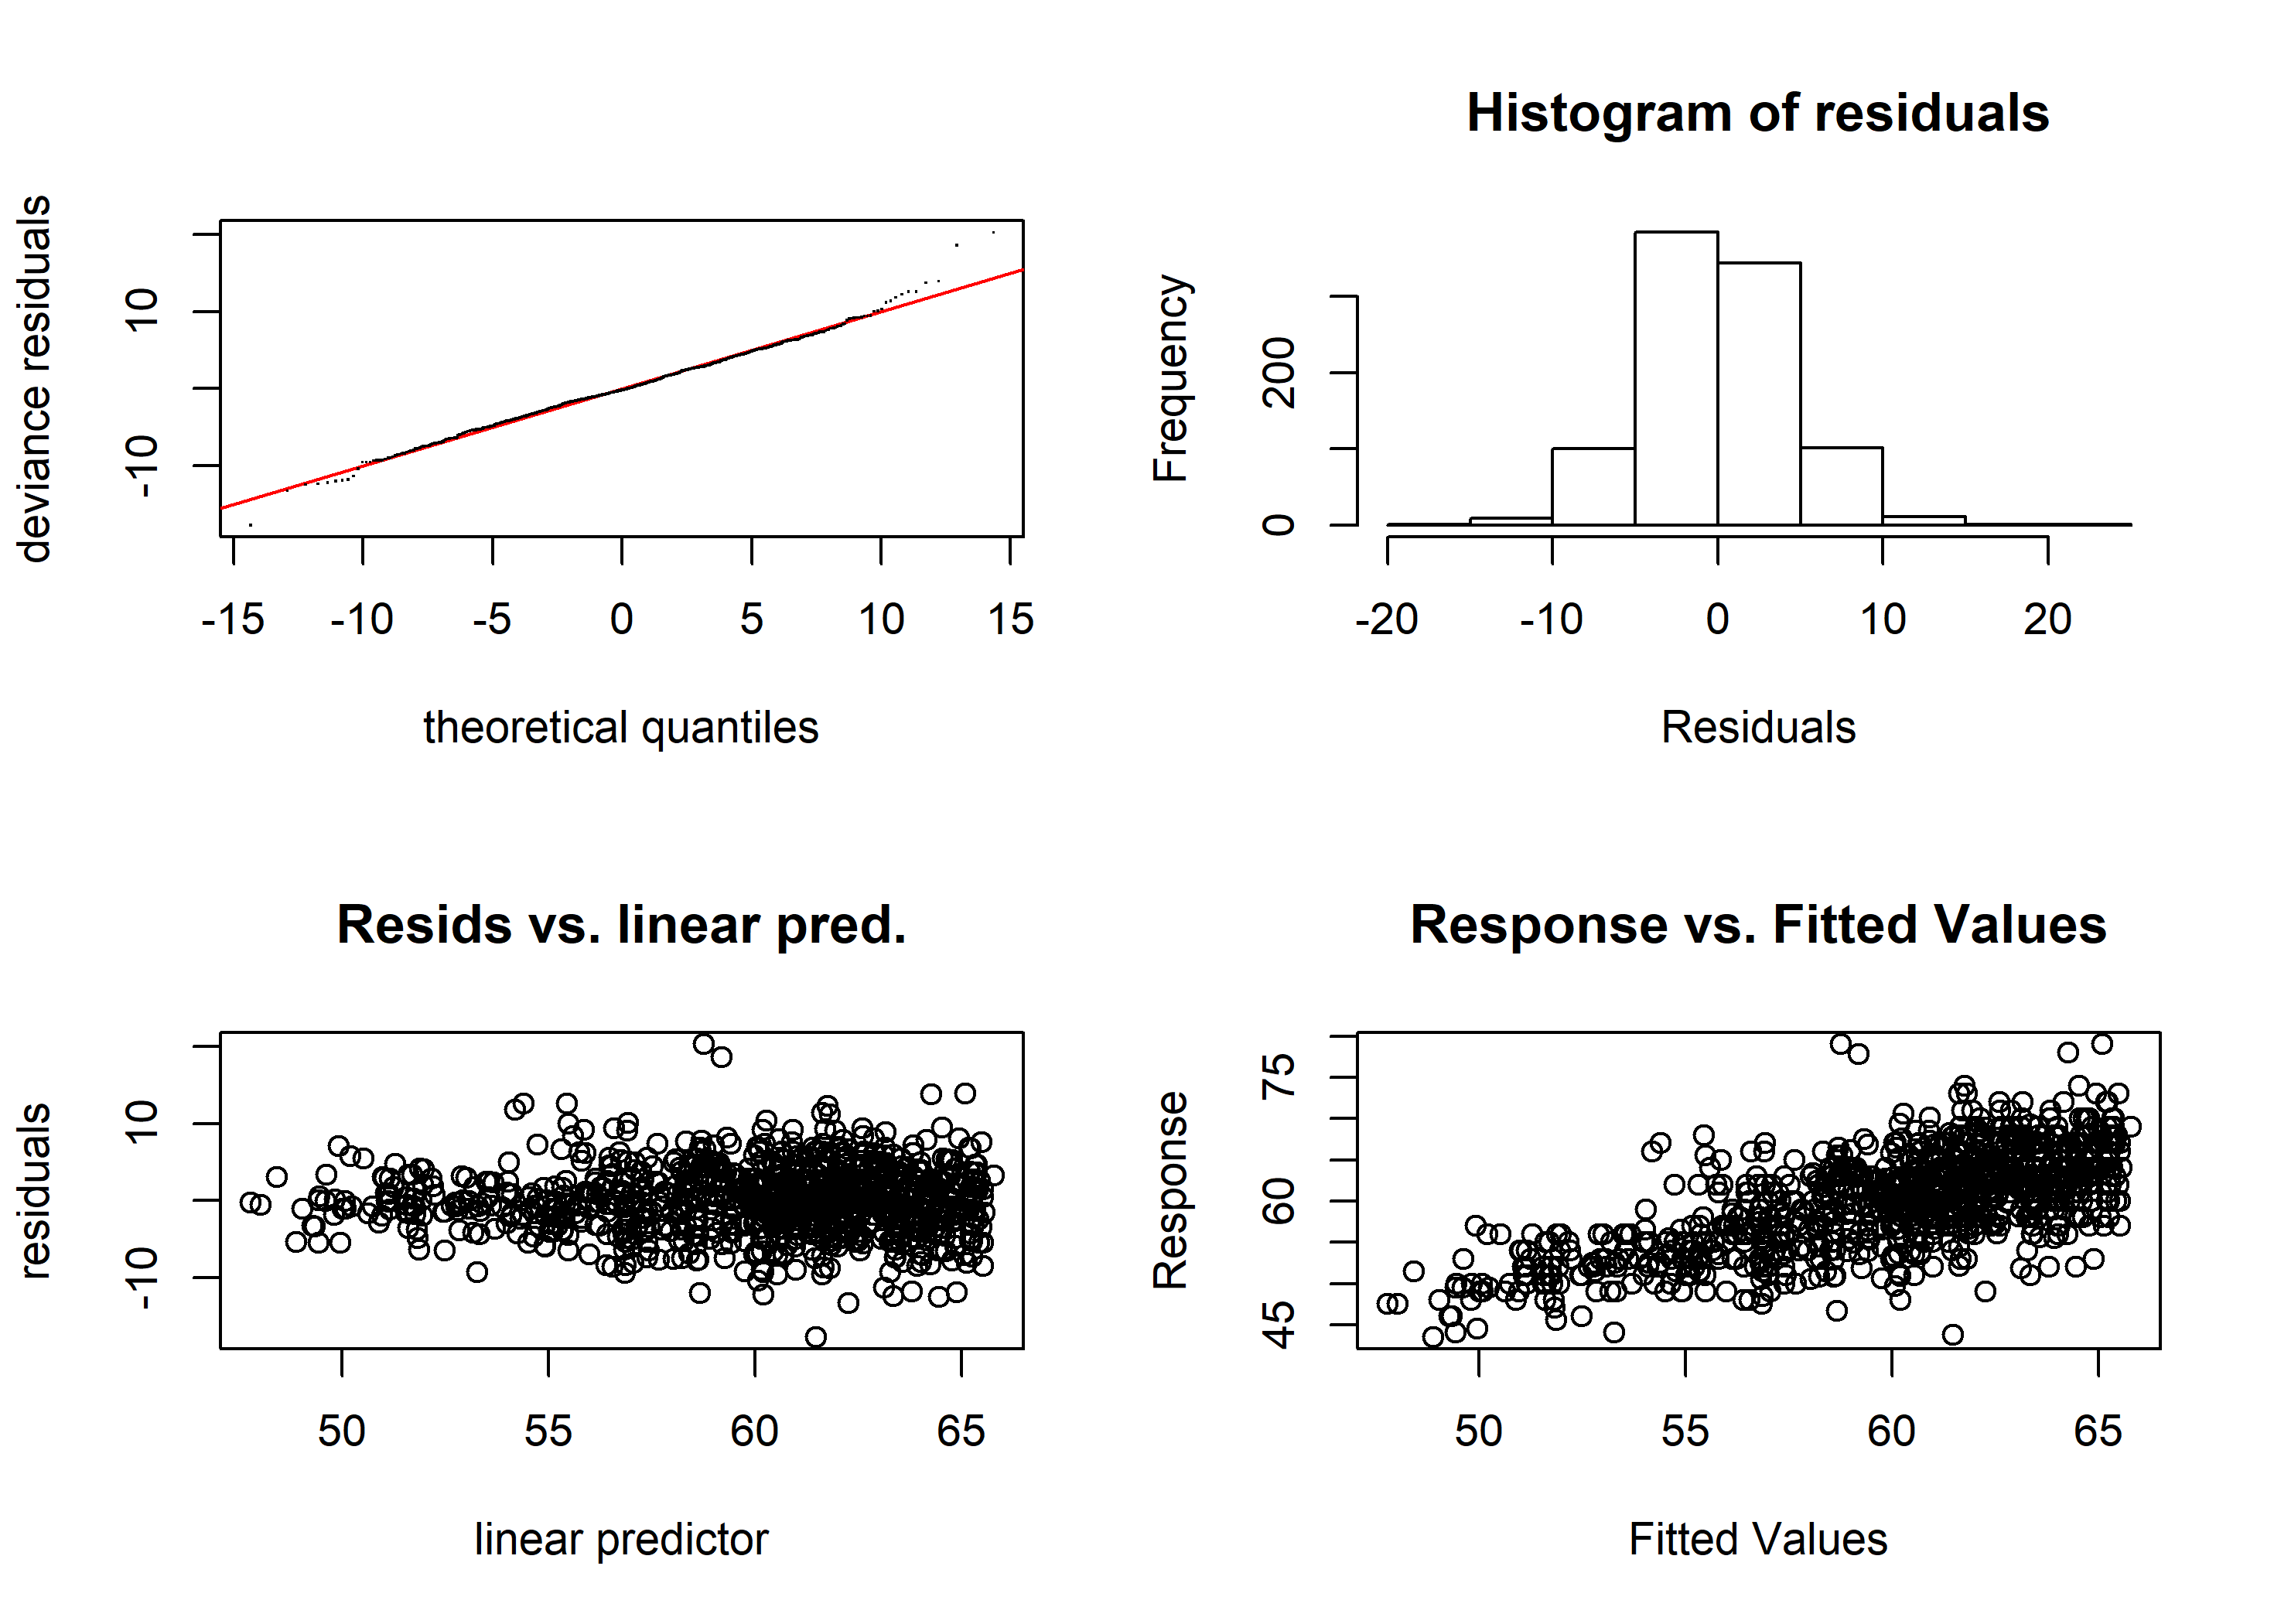 deviance residuals
10
-10
-15 -10 -5 0 5 10 15
theoretical quantiles
Histogram of residuals
Frequency
200
0
-20 -10 0 10 20
Residuals
Resids vs. linear pred.
residuals
10
-10
50 55 60 65
linear predictor
Response vs. Fitted Values
Response
75
60
45
50 55 60 65
Fitted Values